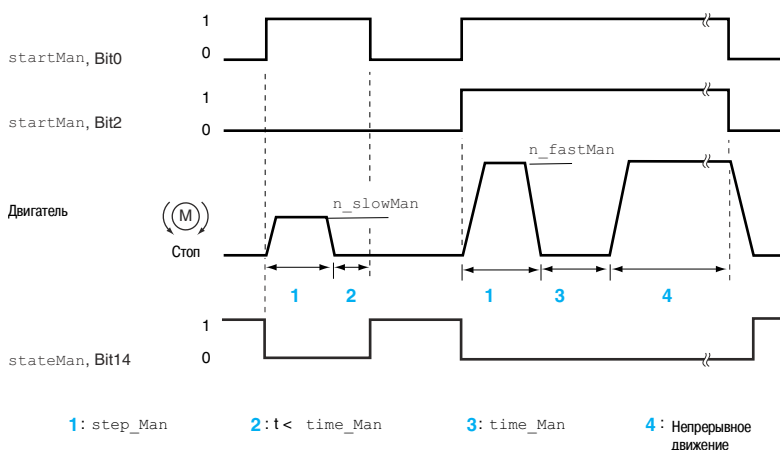 1
startMan, Bit0
0
1
startMan, Bit2
0
n_fastMan
n_slowMan
Двигатель
M
Стоп
1 2 1 3 4
1
stateMan, Bit14
0
1: step_Man 2: t < time_Man 3: time_Man 4: Непрерывное
движение